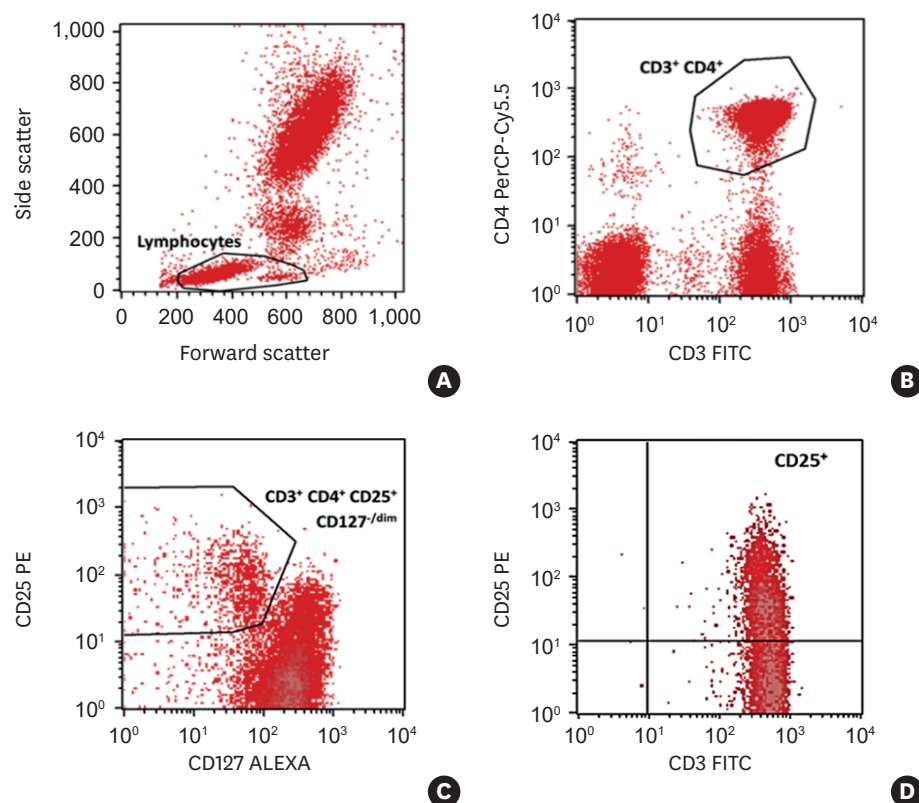 1,000
800
600
400
200
0
Side scatter
Lymphocytes
0 200 400 600 800 1,000
Forward scatter
A
10⁴
10³
10²
10¹
10⁰
CD4 PerCP-Cy5.5
CD3⁺ CD4⁺
10⁰ 10¹ 10² 10³ 10⁴
CD3 FITC
B
10⁴
10³
10²
10¹
10⁰
CD25 PE
CD3⁺ CD4⁺ CD25⁺
CD127⁻/ᵈⁱᵐ
10⁰ 10¹ 10² 10³ 10⁴
CD127 ALEXA
C
10⁴
10³
10²
10¹
10⁰
CD25 PE
CD25⁺
10⁰ 10¹ 10² 10³ 10⁴
CD3 FITC
D